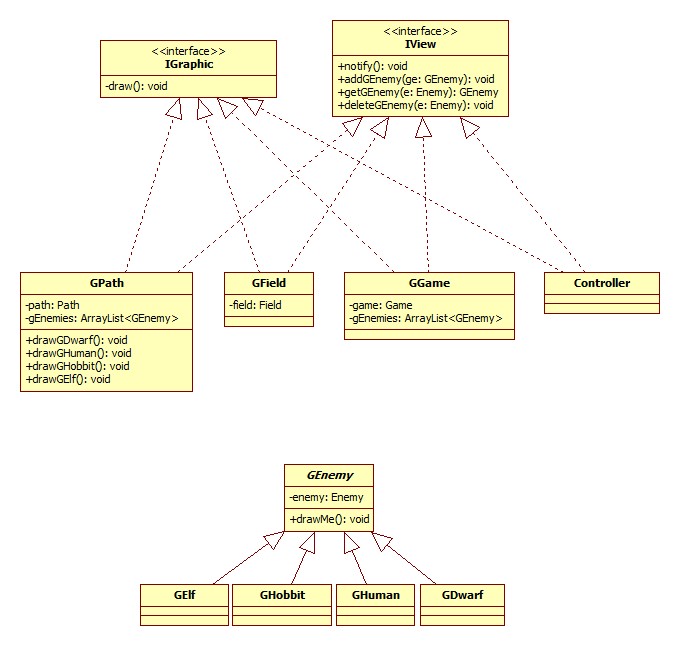 <<interface>>
IGraphic
-draw(): void
<<interface>>
IView
+notify(): void
+addGEnemy(ge: GEnemy): void
+getGEnemy(e: Enemy): GEnemy
+deleteGEnemy(e: Enemy): void
GPath
-path: Path
-gEnemies: ArrayList<GEnemy>
+drawGDwarf(): void
+drawGHuman(): void
+drawGHobbit(): void
+drawGElf(): void
GField
-field: Field
GGame
-game: Game
-gEnemies: ArrayList<GEnemy>
Controller
GEnemy
-enemy: Enemy
+drawMe(): void
GElf
GHobbit
GHuman
GDwarf